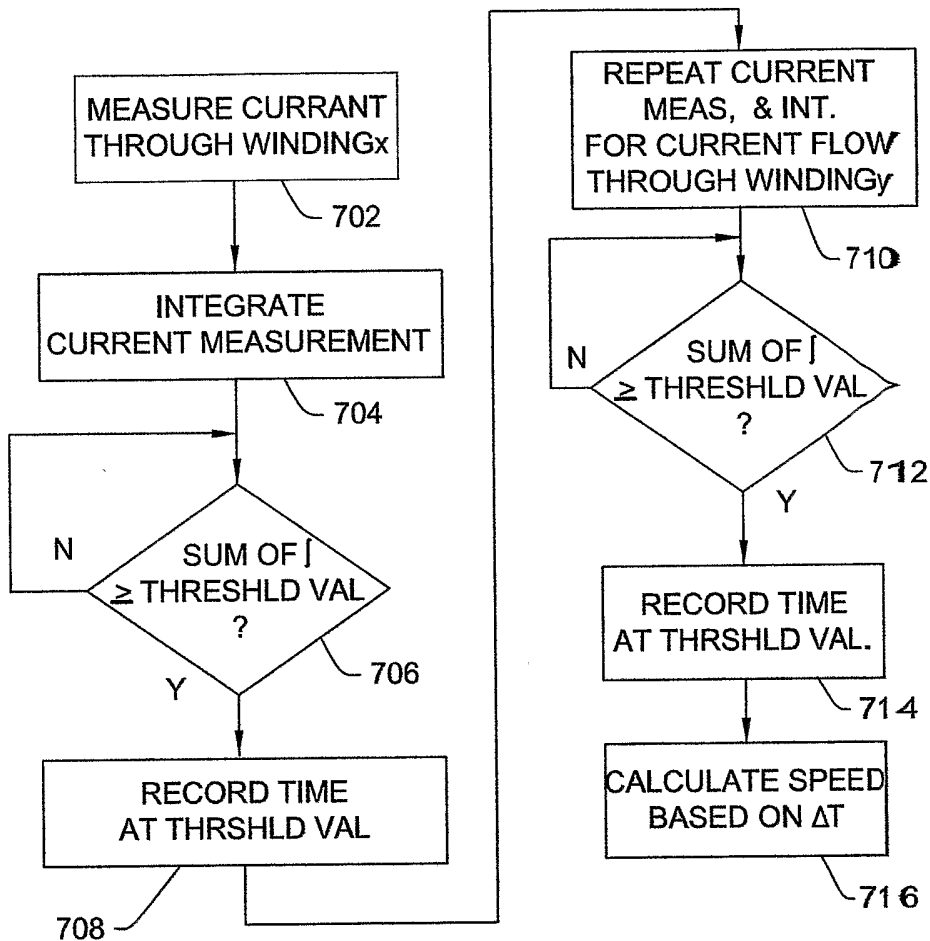 MEASURE CURRANT
THROUGH WINDINGx
702
INTEGRATE
CURRENT MEASUREMENT
704
N
SUM OF ∫
≥ THRESHLD VAL
?
706
Y
RECORD TIME
AT THRSHLD VAL
708
REPEAT CURRENT
MEAS, & INT.
FOR CURRENT FLOW
THROUGH WINDINGy
710
N
SUM OF ∫
≥ THRESHLD VAL
?
712
Y
RECORD TIME
AT THRSHLD VAL.
714
CALCULATE SPEED
BASED ON ΔT
716